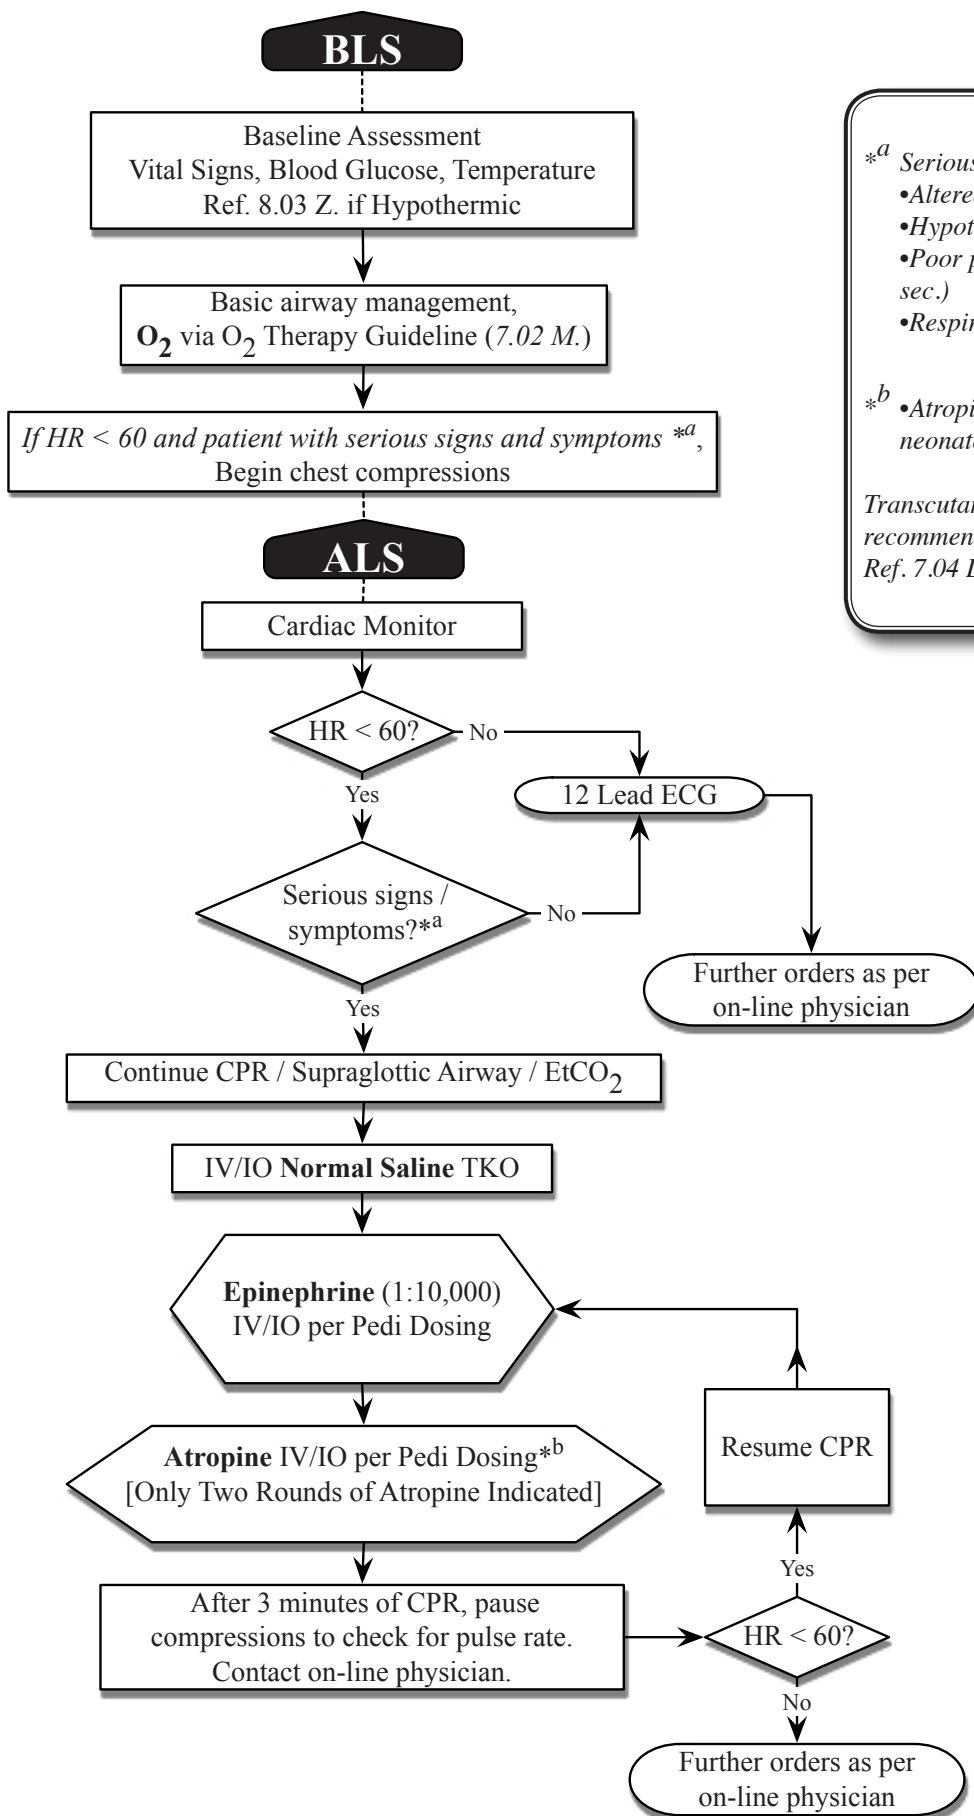 BLS
Baseline Assessment
Vital Signs, Blood Glucose, Temperature
Ref. 8.03 Z. if Hypothermic
Basic airway management,
O2 via O2 Therapy Guideline (7.02 M.)
If HR < 60 and patient with serious signs and symptoms *a,
Begin chest compressions
ALS
Cardiac Monitor
HR < 60?
No
12 Lead ECG
Yes
Serious signs /
symptoms?*a
No
Further orders as per
on-line physician
Yes
Continue CPR / Supraglottic Airway / EtCO2
IV/IO Normal Saline TKO
Epinephrine (1:10,000)
IV/IO per Pedi Dosing
Atropine IV/IO per Pedi Dosing*b
[Only Two Rounds of Atropine Indicated]
Resume CPR
Yes
After 3 minutes of CPR, pause
compressions to check for pulse rate.
Contact on-line physician.
HR < 60?
No
Further orders as per
on-line physician
*a Serious
•Altere
•Hypot
•Poor p
sec.)
•Respir
*b •Atropi
neonat
Transcutan
recommen
Ref. 7.04